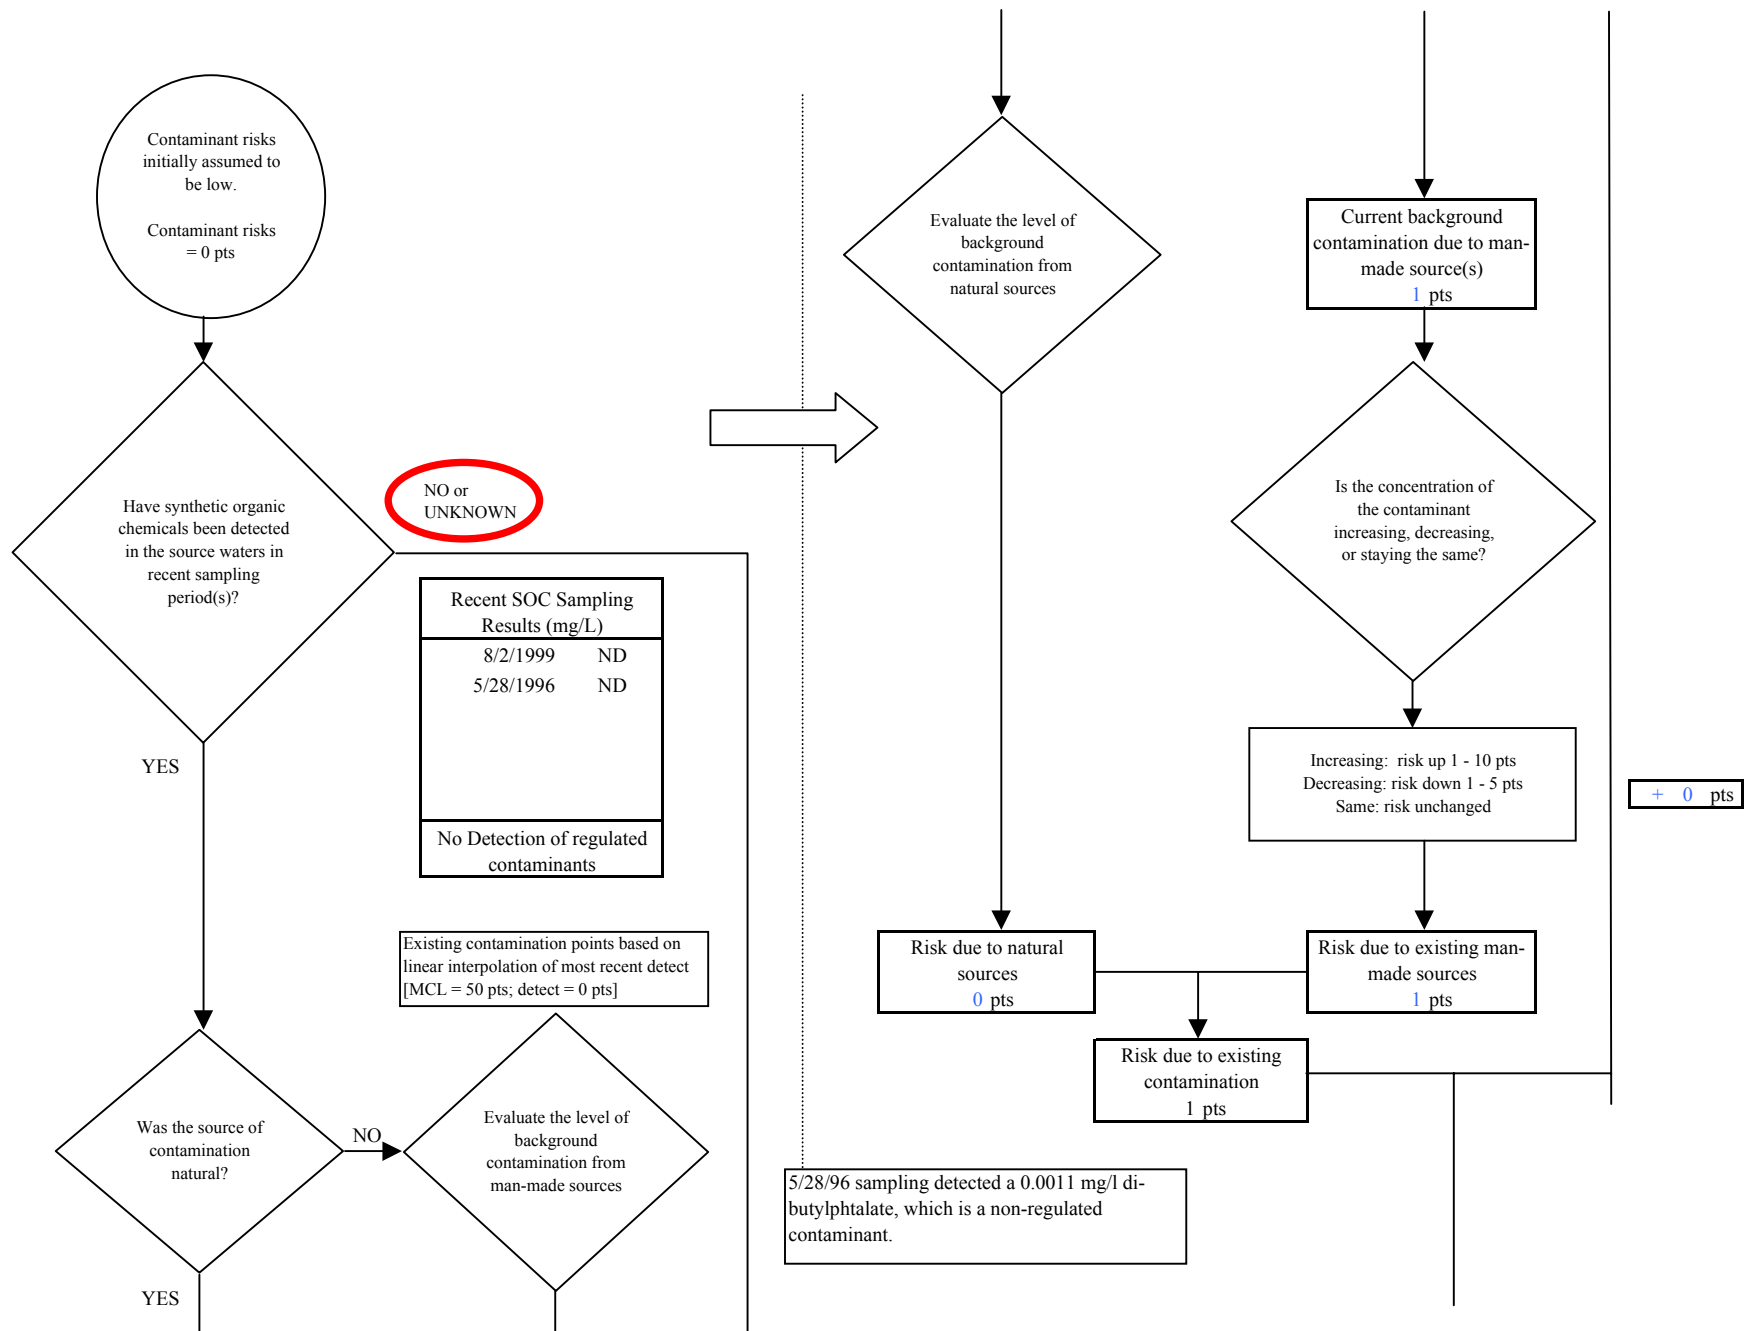 Contaminant risks
initially assumed to
be low.
Contaminant risks
= 0 pts
Have synthetic organic
chemicals been detected
in the source waters in
recent sampling
period(s)?
NO or
UNKNOWN
Recent SOC Sampling
Results (mg/L)
8/2/1999 ND
5/28/1996 ND
No Detection of regulated
contaminants
YES
Existing contamination points based on
linear interpolation of most recent detect
[MCL = 50 pts; detect = 0 pts]
Was the source of
contamination
natural?
NO
Evaluate the level of
background
contamination from
man-made sources
YES
Evaluate the level of
background
contamination from
natural sources
Current background
contamination due to man-
made source(s)
1 pts
Is the concentration of
the contaminant
increasing, decreasing,
or staying the same?
Increasing: risk up 1 - 10 pts
Decreasing: risk down 1 - 5 pts
Same: risk unchanged
+ 0 pts
Risk due to natural
sources
0 pts
Risk due to existing man-
made sources
1 pts
Risk due to existing
contamination
1 pts
5/28/96 sampling detected a 0.0011 mg/l di-
butylphtalate, which is a non-regulated
contaminant.